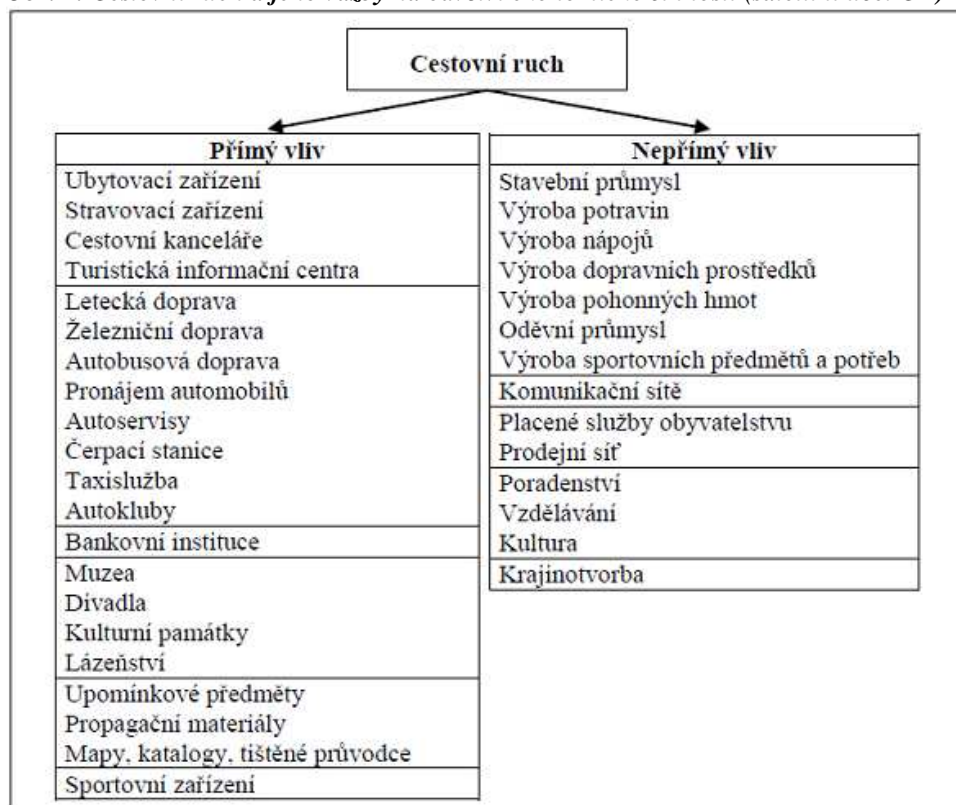 Cestovní ruch
Přímý vliv
Ubytovací zařízení
Stravovací zařízení
Cestovní kanceláře
Turistická informační centra
Letecká doprava
Železniční doprava
Autobusová doprava
Pronájem automobilů
Autoservisy
Čerpací stanice
Taxislužba
Autokluby
Bankovní instituce
Muzea
Divadla
Kulturní památky
Lázeňství
Upomínkové předměty
Propagační materiály
Mapy, katalogy, tištěné průvodce
Sportovní zařízení
Nepřímý vliv
Stavební průmysl
Výroba potravin
Výroba nápojů
Výroba dopravních prostředků
Výroba pohonných hmot
Oděvní průmysl
Výroba sportovních předmětů a potřeb
Komunikační sítě
Placené služby obyvatelstvu
Prodejní síť
Poradenství
Vzdělávání
Kultura
Krajinotvorba